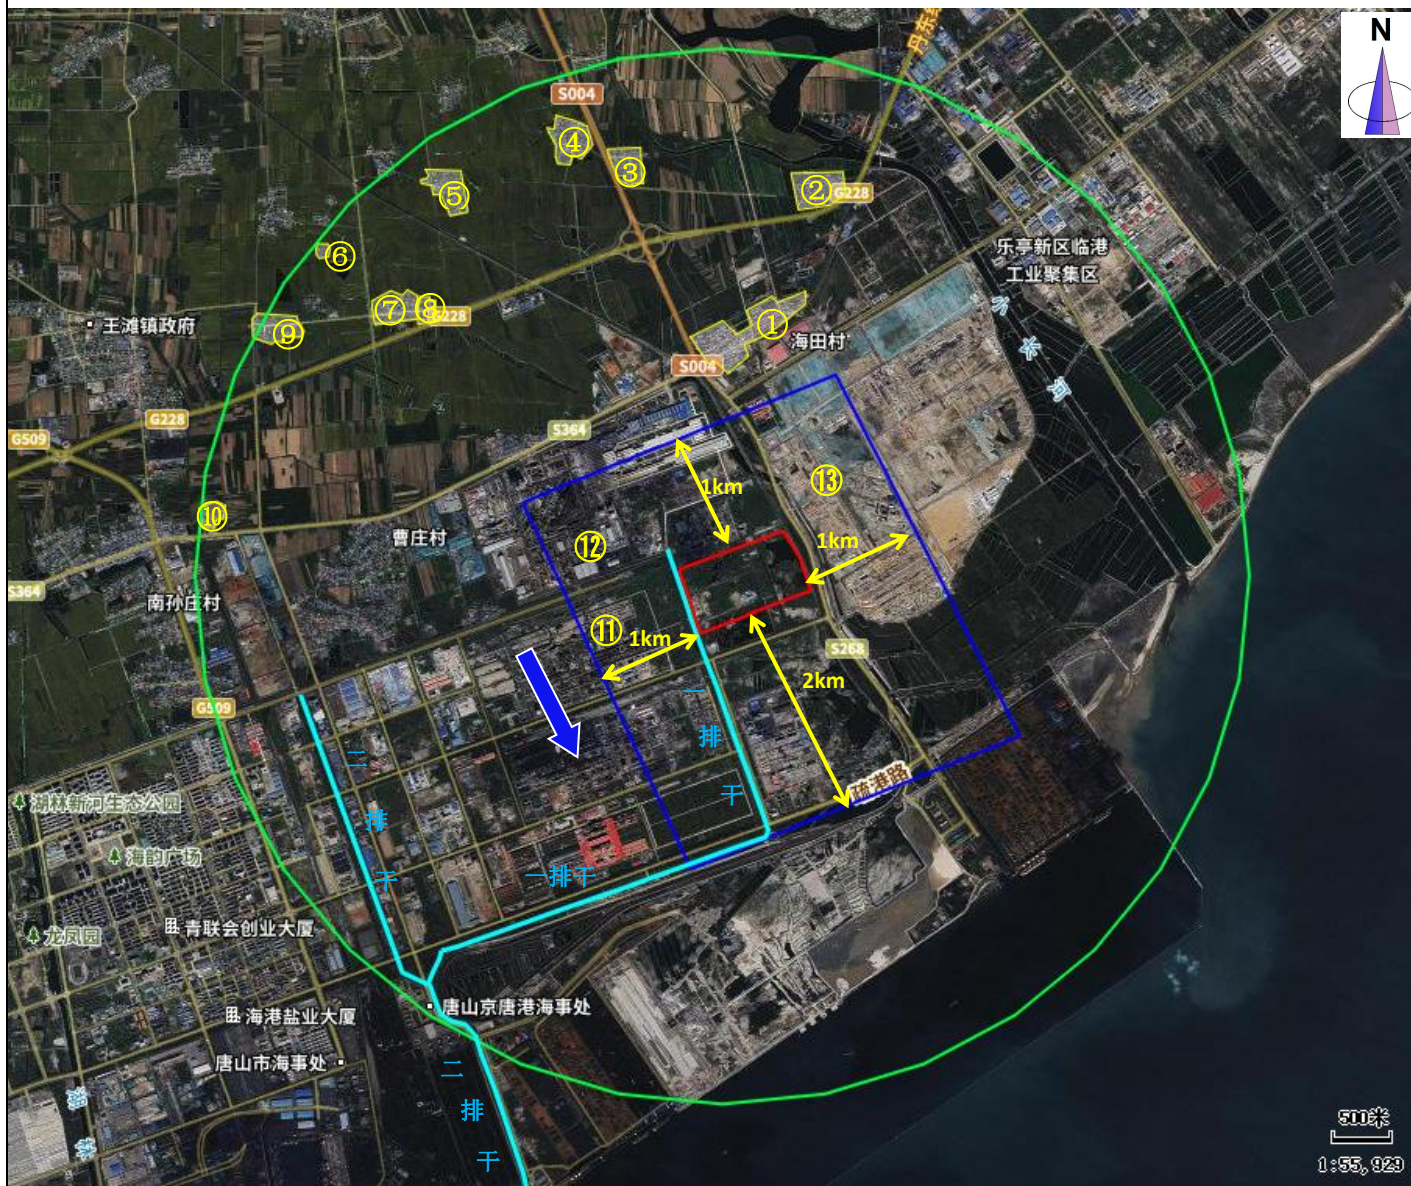 N
丹东线
S004
④
③
⑤
②
G228
乐亭新区临港
工业聚集区
⑥
⑦
⑧
G228
⑨
王滩镇政府
①
海田村
S004
G228
G509
S364
1km
⑬
⑩
曹庄村
⑫
1km
S364
南孙庄村
⑪
1km
S268
2km
G509
一
排
干
二
排
干
疏港路
湖林新河生态公园
海韵广场
一排干
青联会创业大厦
龙凤园
唐山京唐港海事处
海港盐业大厦
唐山市海事处
二
排
干
500米
1:55,929